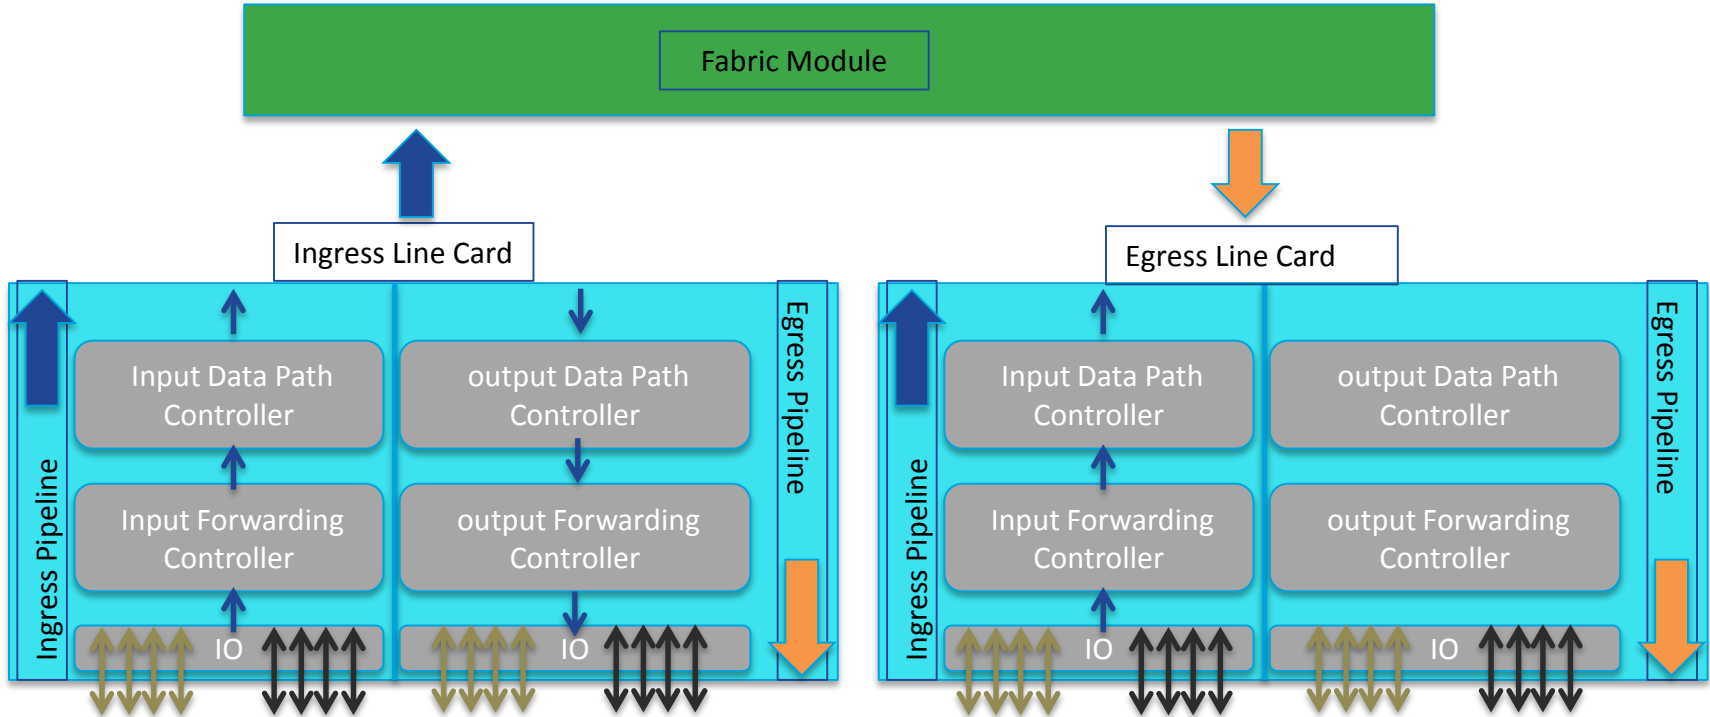 Fabric Module
Ingress Line Card
Egress Line Card
Ingress Pipeline
Input Data Path
Controller
output Data Path
Controller
Egress Pipeline
Input Forwarding
Controller
output Forwarding
Controller
IO
IO
Ingress Pipeline
Input Data Path
Controller
output Data Path
Controller
Egress Pipeline
Input Forwarding
Controller
output Forwarding
Controller
IO
IO